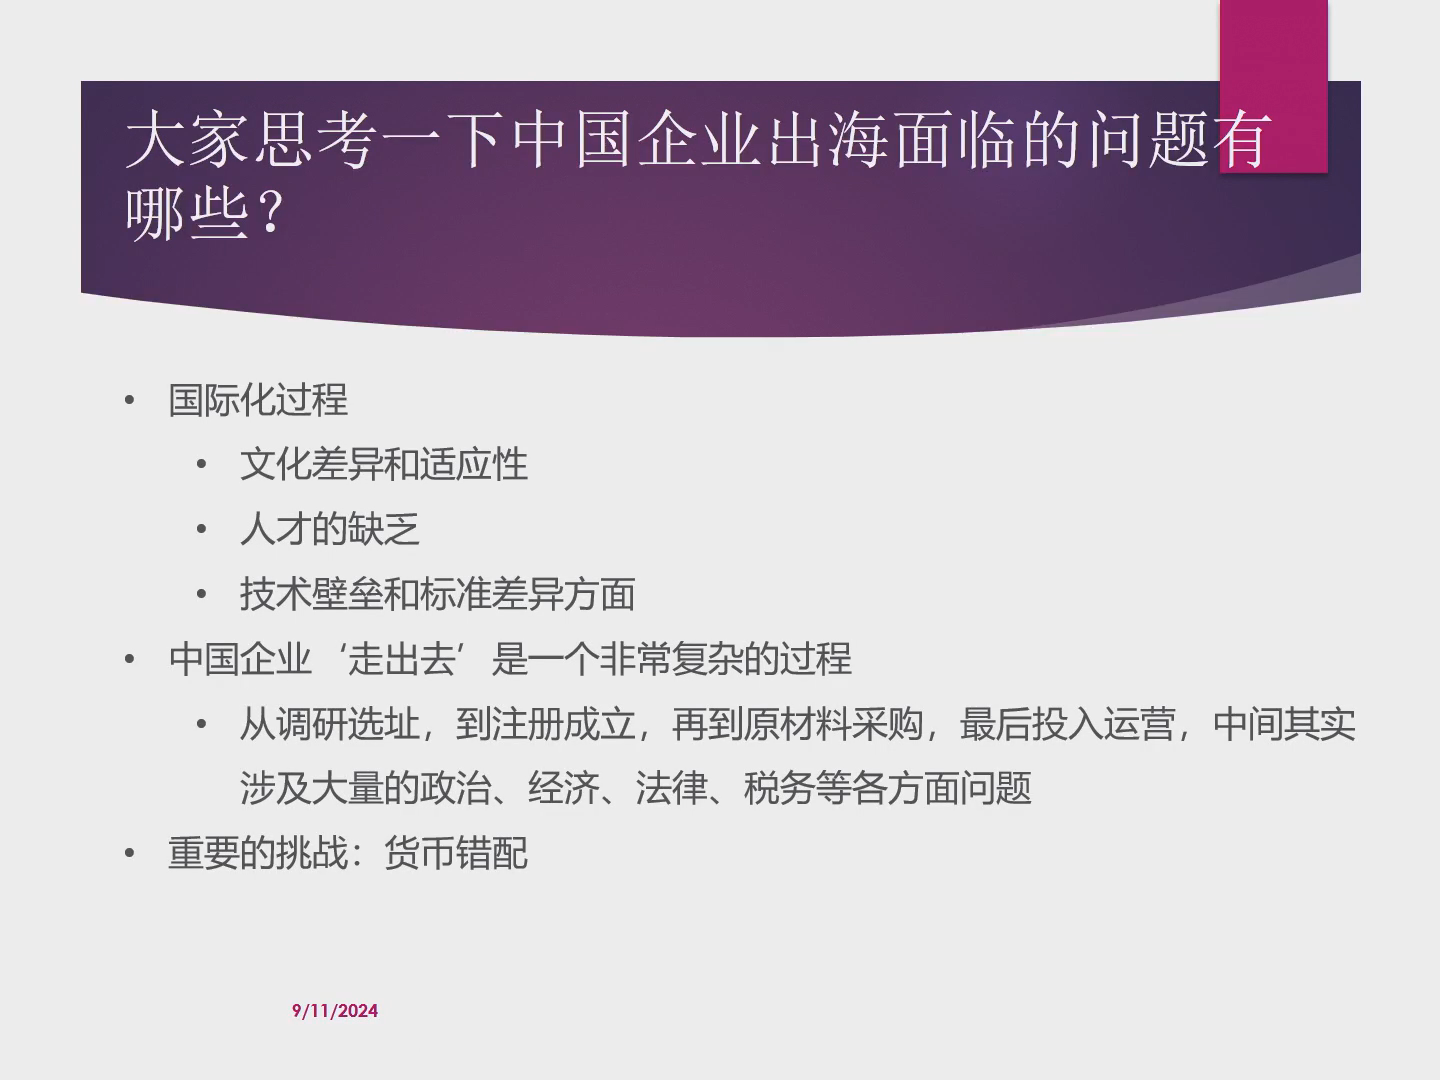 大家思考一下中国企业出海面临的问题有
哪些？
• 国际化过程
• 文化差异和适应性
• 人才的缺乏
• 技术壁垒和标准差异方面
• 中国企业‘走出去’是一个非常复杂的过程
• 从调研选址，到注册成立，再到原材料采购，最后投入运营，中间其实
涉及大量的政治、经济、法律、税务等各方面问题
• 重要的挑战：货币错配
9/11/2024